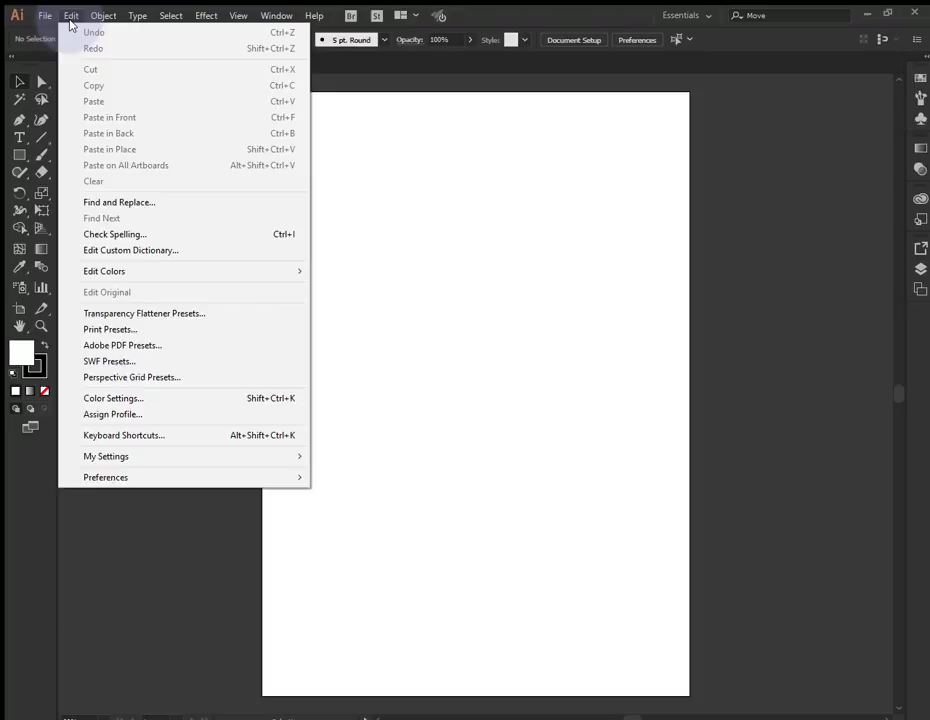 Ai File Edit Object Type Select Effect View Window Help Br St Essentials Move
No Selection 5 pt. Round Opacity: 100% Style: Document Setup Preferences
Undo Ctrl+Z
Redo Shift+Ctrl+Z
Cut Ctrl+X
Copy Ctrl+C
Paste Ctrl+V
Paste in Front Ctrl+F
Paste in Back Ctrl+B
Paste in Place Shift+Ctrl+V
Paste on All Artboards Alt+Shift+Ctrl+V
Clear
Find and Replace...
Find Next
Check Spelling... Ctrl+I
Edit Custom Dictionary...
Edit Colors
Edit Original
Transparency Flattener Presets...
Print Presets...
Adobe PDF Presets...
SWF Presets...
Perspective Grid Presets...
Color Settings... Shift+Ctrl+K
Assign Profile...
Keyboard Shortcuts... Alt+Shift+Ctrl+K
My Settings
Preferences